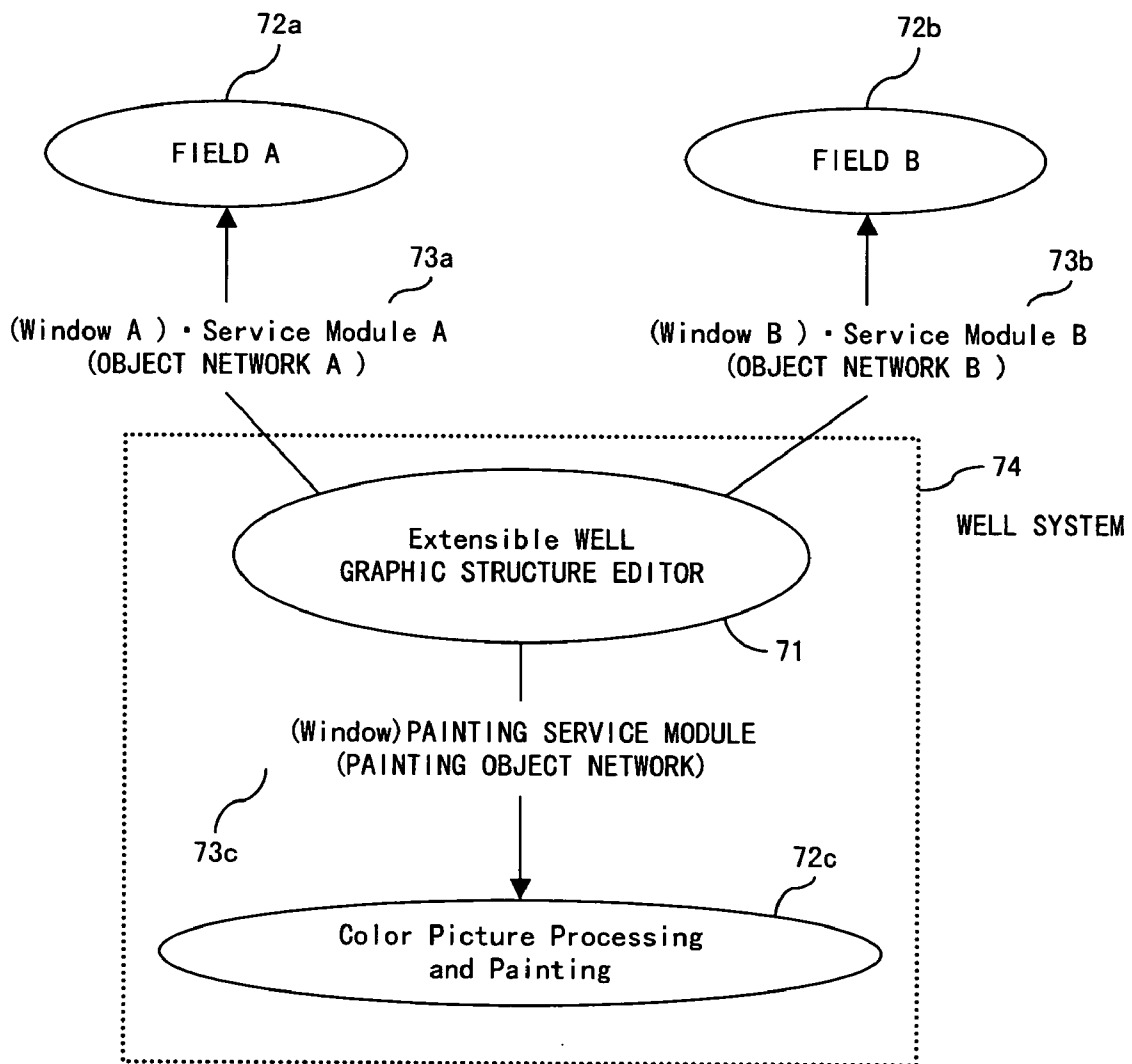 72a
72b
FIELD A
FIELD B
73a
73b
(Window A )・Service Module A
(OBJECT NETWORK A )
(Window B )・Service Module B
(OBJECT NETWORK B )
74
WELL SYSTEM
Extensible WELL
GRAPHIC STRUCTURE EDITOR
71
(Window)PAINTING SERVICE MODULE
(PAINTING OBJECT NETWORK)
73c
72c
Color Picture Processing
and Painting